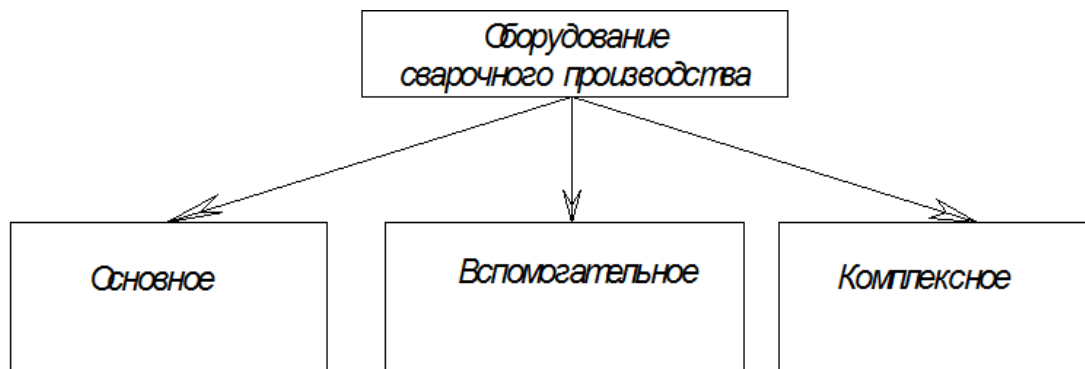 Оборудование
сварочного производства
Основное
Вспомогательное
Комплексное